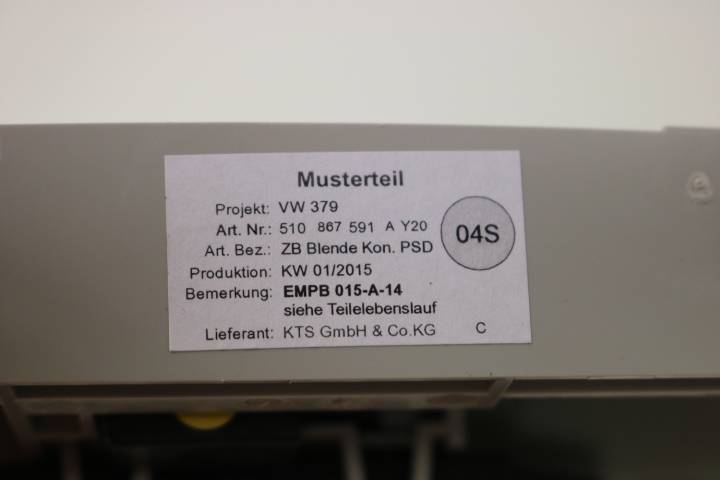 Musterteil
Projekt: VW 379
Art. Nr.: 510 867 591 A Y20
04S
Art. Bez.: ZB Blende Kon. PSD
Produktion: KW 01/2015
Bemerkung: EMPB 015-A-14
siehe Teilelebenslauf
Lieferant: KTS GmbH & Co.KG C